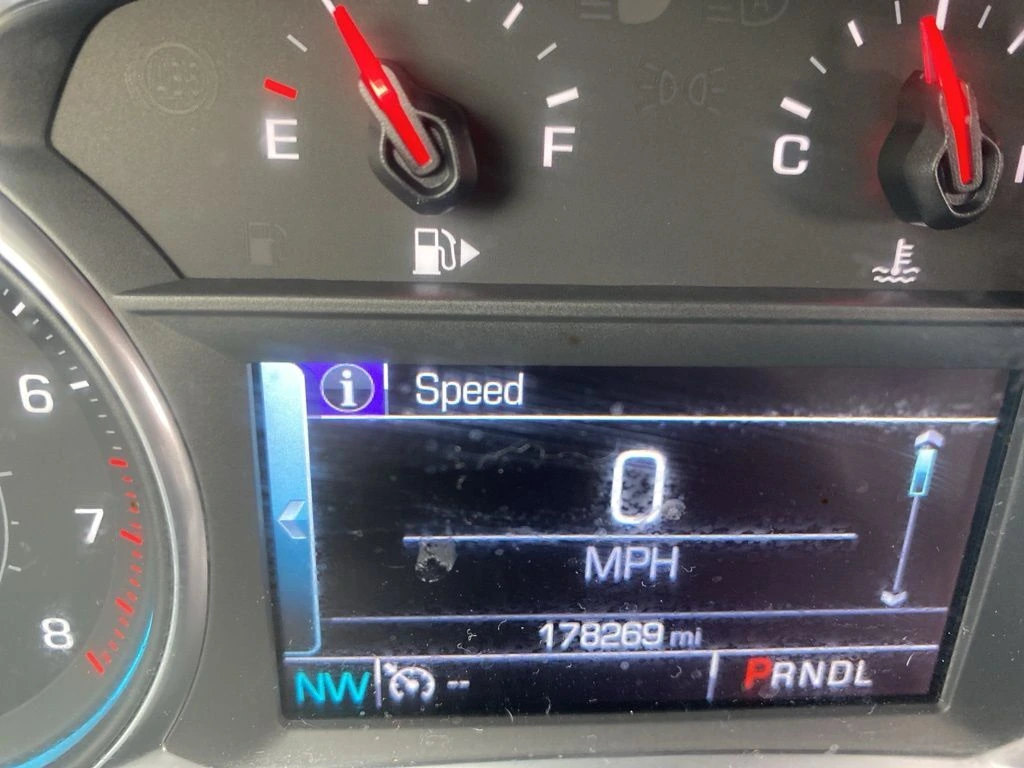 E F C
6
7
8
i Speed
0
MPH
178269 mi
NW -- PRNDL